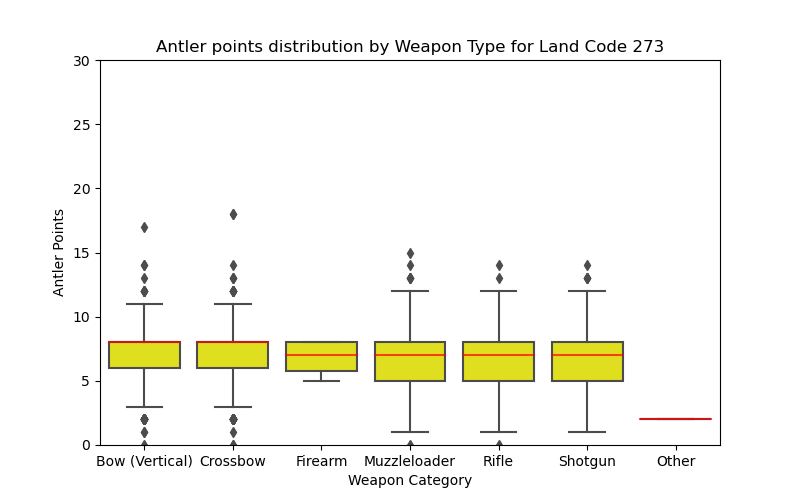 Antler points distribution by Weapon Type for Land Code 273
30
25
20
15
10
5
0
Antler Points
Bow (Vertical) Crossbow Firearm Muzzleloader Rifle Shotgun Other
Weapon Category